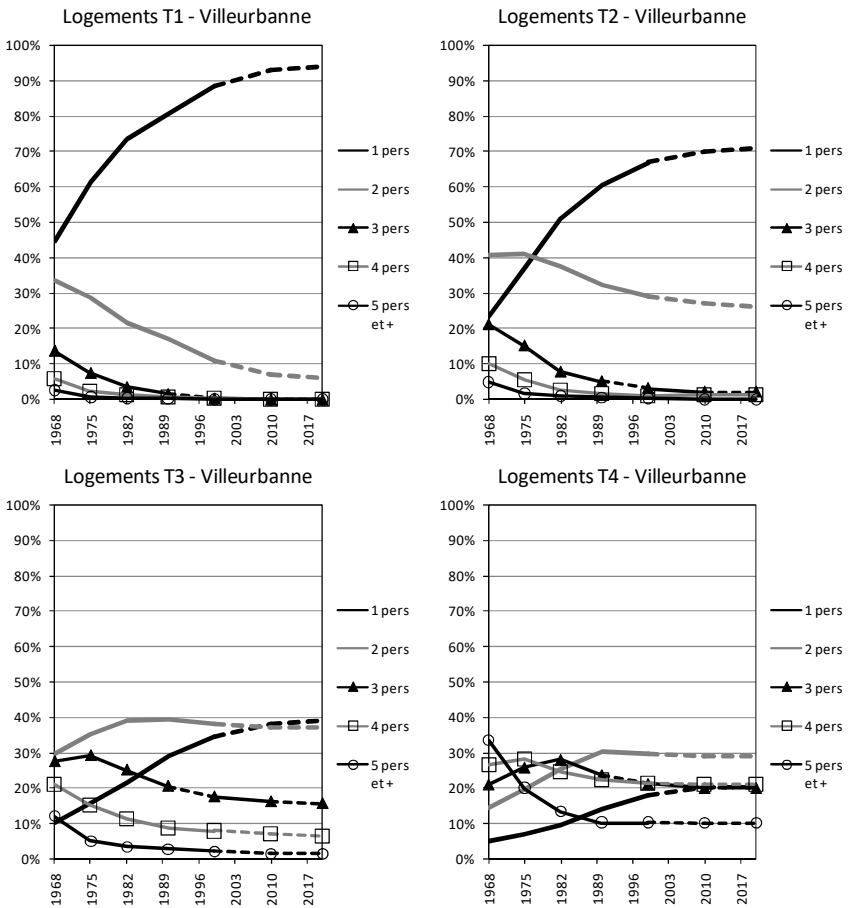 Logements T1 - Villeurbanne
100%
90%
80%
70%
60%
50%
40%
30%
20%
10%
0%
1968
1975
1982
1989
1996
2003
2010
2017
1 pers
2 pers
3 pers
4 pers
5 pers
et +
Logements T2 - Villeurbanne
100%
90%
80%
70%
60%
50%
40%
30%
20%
10%
0%
1968
1975
1982
1989
1996
2003
2010
2017
1 pers
2 pers
3 pers
4 pers
5 pers
et +
Logements T3 - Villeurbanne
100%
90%
80%
70%
60%
50%
40%
30%
20%
10%
0%
1968
1975
1982
1989
1996
2003
2010
2017
1 pers
2 pers
3 pers
4 pers
5 pers
et +
Logements T4 - Villeurbanne
100%
90%
80%
70%
60%
50%
40%
30%
20%
10%
0%
1968
1975
1982
1989
1996
2003
2010
2017
1 pers
2 pers
3 pers
4 pers
5 pers
et +